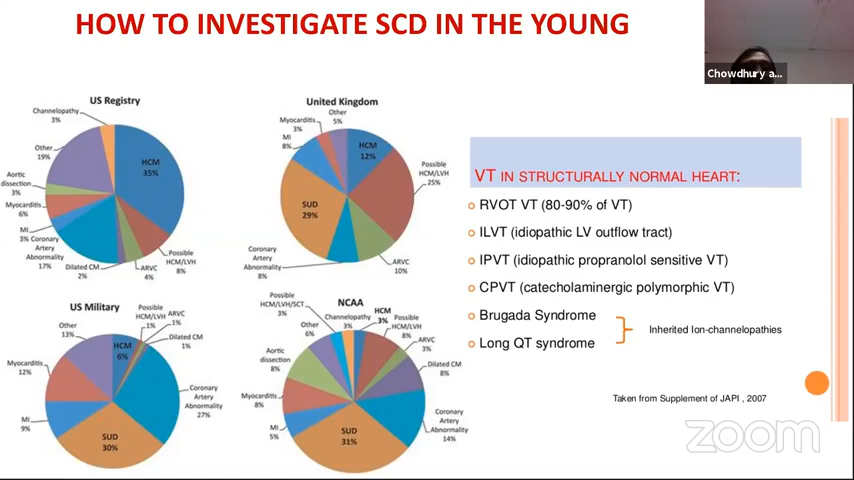 HOW TO INVESTIGATE SCD IN THE YOUNG
Chowdhury a...
US Registry
Channelopathy
3%
Other
19%
Aortic
dissection
3%
Myocarditis
6%
MI
3%
Coronary
Artery
Abnormality
17%
Dilated CM
2%
ARVC
4%
Possible
HCM/LVH
8%
HCM
35%
United Kingdom
Other
5%
Myocarditis
3%
MI
8%
HCM
12%
Possible
HCM/LVH
25%
SUD
29%
Coronary
Artery
Abnormality
8%
ARVC
10%
US Military
Possible
HCM/LVH
1%
ARVC
1%
Dilated CM
1%
Other
13%
HCM
6%
Myocarditis
12%
Coronary
Artery
Abnormality
27%
MI
9%
SUD
30%
NCAA
Possible
HCM/LVH/SCT
3%
Channelopathy
3%
HCM
3%
Possible
HCM/LVH
8%
Other
6%
ARVC
3%
Aortic
dissection
8%
Dilated CM
8%
Myocarditis
8%
Coronary
Artery
Abnormality
14%
MI
5%
SUD
31%
VT IN STRUCTURALLY NORMAL HEART:
RVOT VT (80-90% of VT)
ILVT (idiopathic LV outflow tract)
IPVT (idiopathic propranolol sensitive VT)
CPVT (catecholaminergic polymorphic VT)
Brugada Syndrome
Long QT syndrome
Inherited Ion-channelopathies
Taken from Supplement of JAPI , 2007
zoom